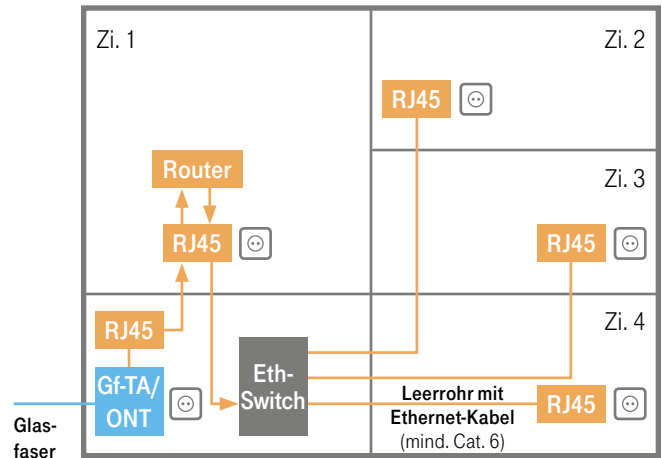 Zi. 1
Zi. 2
RJ45
Router
Zi. 3
RJ45
RJ45
RJ45
Zi. 4
Gf-TA/
ONT
Eth-
Switch
Leerrohr mit
Ethernet-Kabel
(mind. Cat. 6)
RJ45
Glas-
faser